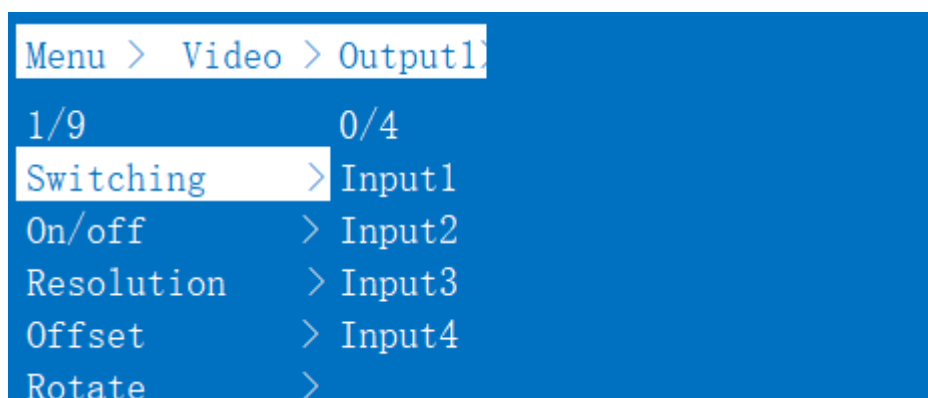 Menu > Video > Output1>
1/9 0/4
Switching > Input1
On/off > Input2
Resolution > Input3
Offset > Input4
Rotate >